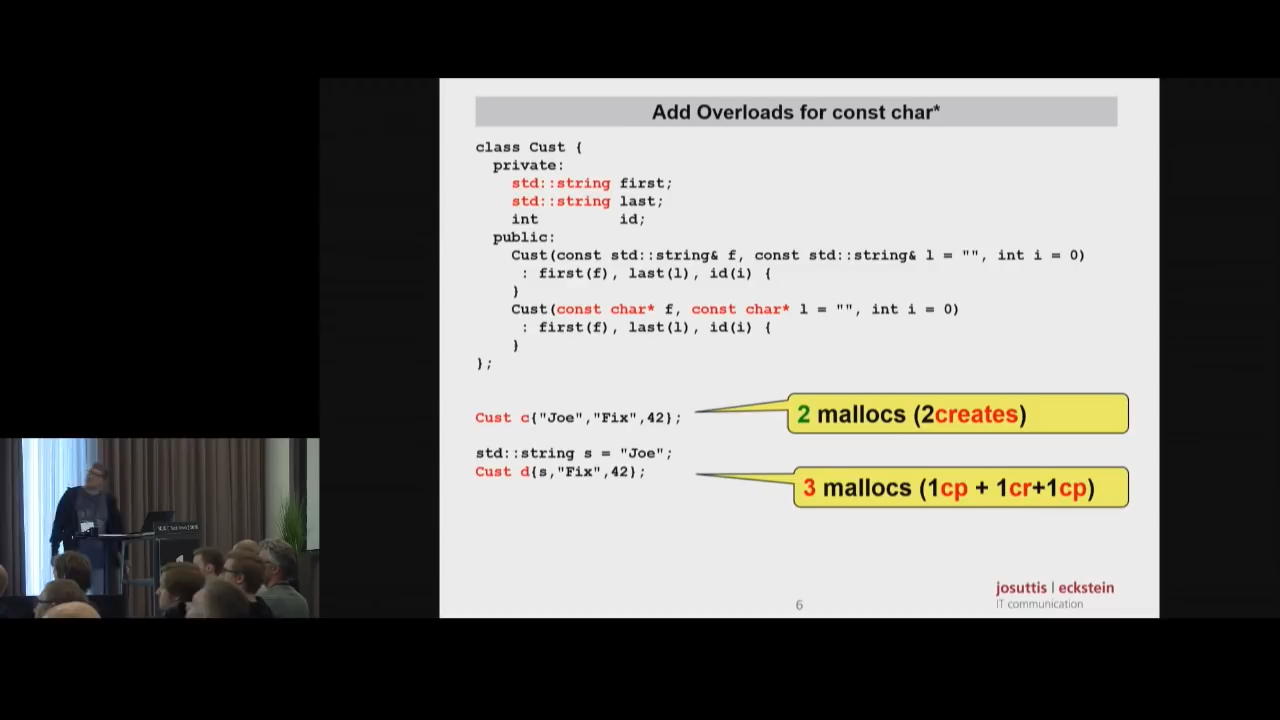 Add Overloads for const char*
class Cust {
private:
std::string first;
std::string last;
int id;
public:
Cust(const std::string& f, const std::string& l = "", int i = 0)
: first(f), last(l), id(i) {
}
Cust(const char* f, const char* l = "", int i = 0)
: first(f), last(l), id(i) {
}
};
Cust c{"Joe","Fix",42};
2 mallocs (2creates)
std::string s = "Joe";
Cust d{s,"Fix",42};
3 mallocs (1cp + 1cr+1cp)
josuttis | eckstein
IT communication
6